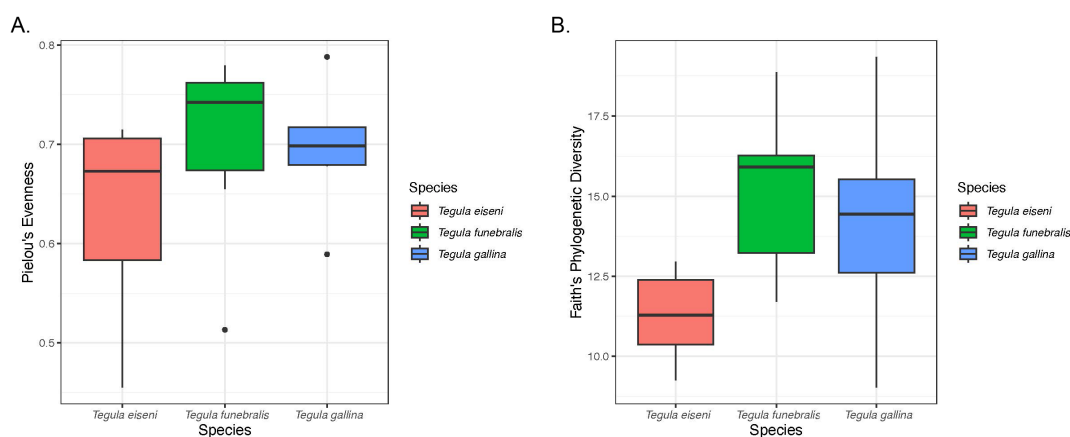 A.
Pielou's Evenness
0.8
0.7
0.6
0.5
Tegula eiseni
Tegula funebralis
Tegula gallina
Species
Species
Tegula eiseni
Tegula funebralis
Tegula gallina
B.
Faith's Phylogenetic Diversity
17.5
15.0
12.5
10.0
Tegula eiseni
Tegula funebralis
Tegula gallina
Species
Species
Tegula eiseni
Tegula funebralis
Tegula gallina